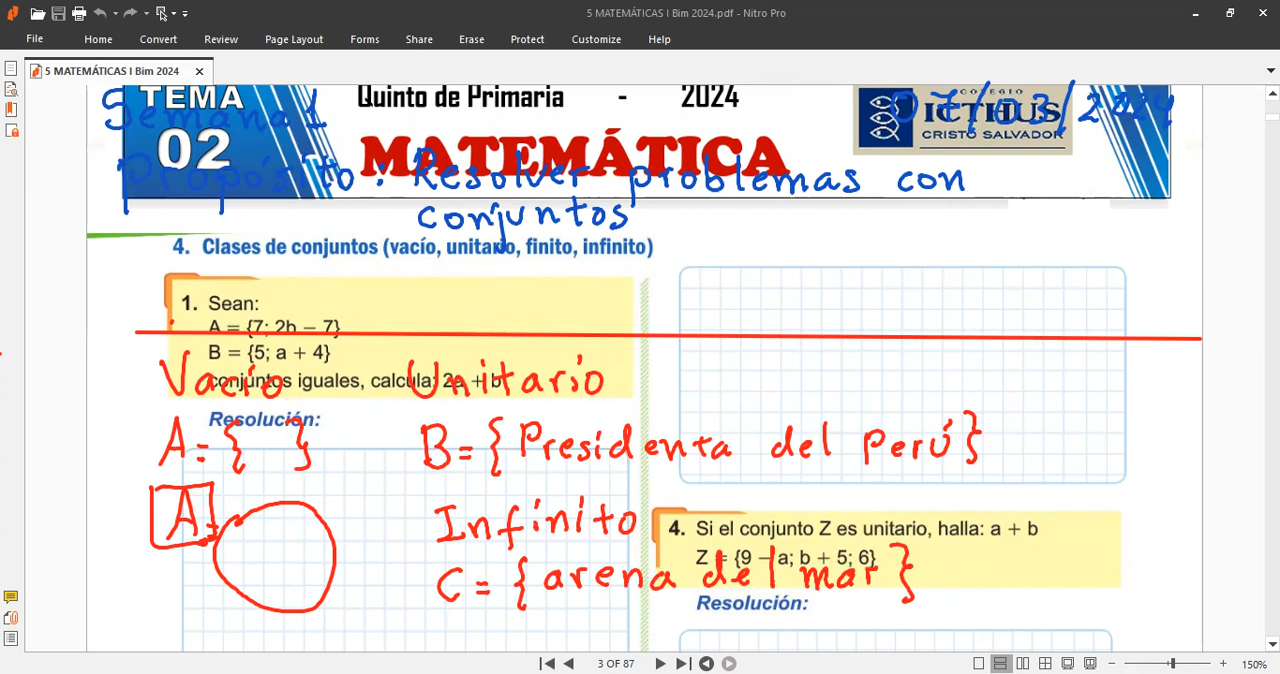 5 MATEMÁTICAS I Bim 2024.pdf - Nitro Pro
File Home Convert Review Page Layout Forms Share Erase Protect Customize Help
5 MATEMÁTICAS I Bim 2024
TEMA
02
Quinto de Primaria - 2024
MATEMÁTICA
COLEGIO
ICTHUS
CRISTO SALVADOR
Semana 1
07/03/2024
Propósito: Resolver problemas con
conjuntos
4. Clases de conjuntos (vacío, unitario, finito, infinito)
1. Sean:
A = {7; 2b − 7}
B = {5; a + 4}
conjuntos iguales, calcula: 2a + b
Resolución:
Vacío
A = { }
A =
Unitario
B = {Presidenta del Perú}
Infinito
C = {arena del mar}
4. Si el conjunto Z es unitario, halla: a + b
Z = {9 − a; b + 5; 6}
Resolución:
3 OF 87
150%